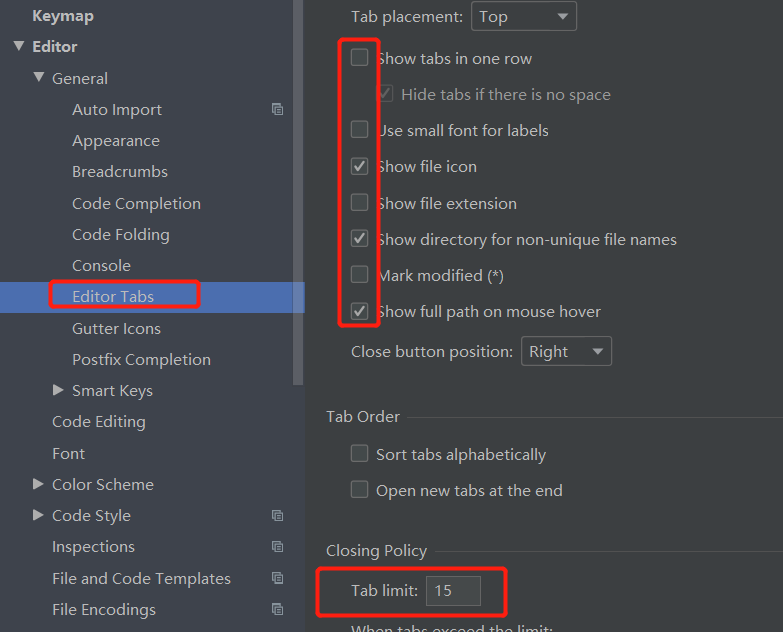 Keymap
Editor
General
Auto Import
Appearance
Breadcrumbs
Code Completion
Code Folding
Console
Editor Tabs
Gutter Icons
Postfix Completion
Smart Keys
Code Editing
Font
Color Scheme
Code Style
Inspections
File and Code Templates
File Encodings
Tab placement: Top
Show tabs in one row
Hide tabs if there is no space
Use small font for labels
Show file icon
Show file extension
Show directory for non-unique file names
Mark modified (*)
Show full path on mouse hover
Close button position: Right
Tab Order
Sort tabs alphabetically
Open new tabs at the end
Closing Policy
Tab limit: 15
When tabs exceed the limit: